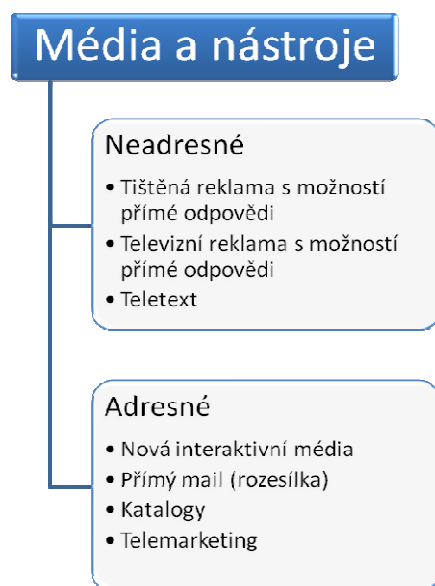 Média a nástroje
Neadresné
• Tištěná reklama s možností
přímé odpovědi
• Televizní reklama s možností
přímé odpovědi
• Teletext
Adresné
• Nová interaktivní média
• Přímý mail (rozesílka)
• Katalogy
• Telemarketing